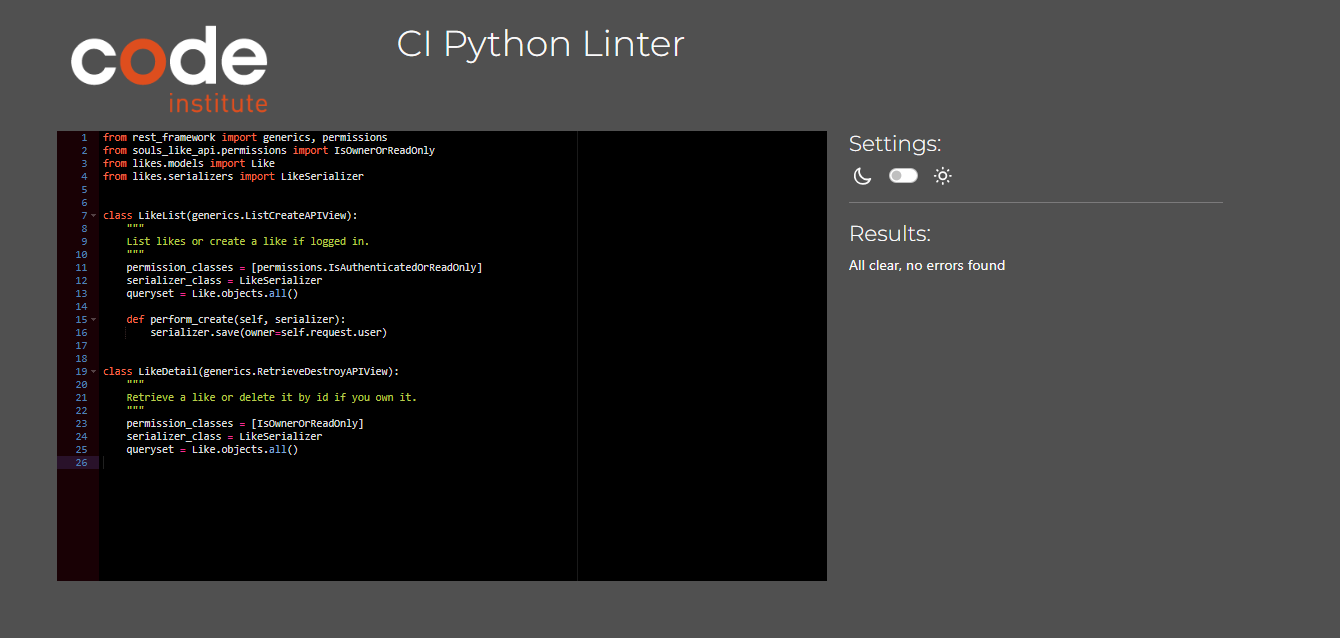 code
institute
CI Python Linter
1 from rest_framework import generics, permissions
2 from souls_like_api.permissions import IsOwnerOrReadOnly
3 from likes.models import Like
4 from likes.serializers import LikeSerializer
5
6
7 class LikeList(generics.ListCreateAPIView):
8     """
9     List likes or create a like if logged in.
10     """
11     permission_classes = [permissions.IsAuthenticatedOrReadOnly]
12     serializer_class = LikeSerializer
13     queryset = Like.objects.all()
14
15     def perform_create(self, serializer):
16         serializer.save(owner=self.request.user)
17
18
19 class LikeDetail(generics.RetrieveDestroyAPIView):
20     """
21     Retrieve a like or delete it by id if you own it.
22     """
23     permission_classes = [IsOwnerOrReadOnly]
24     serializer_class = LikeSerializer
25     queryset = Like.objects.all()
26
Settings:
Results:
All clear, no errors found